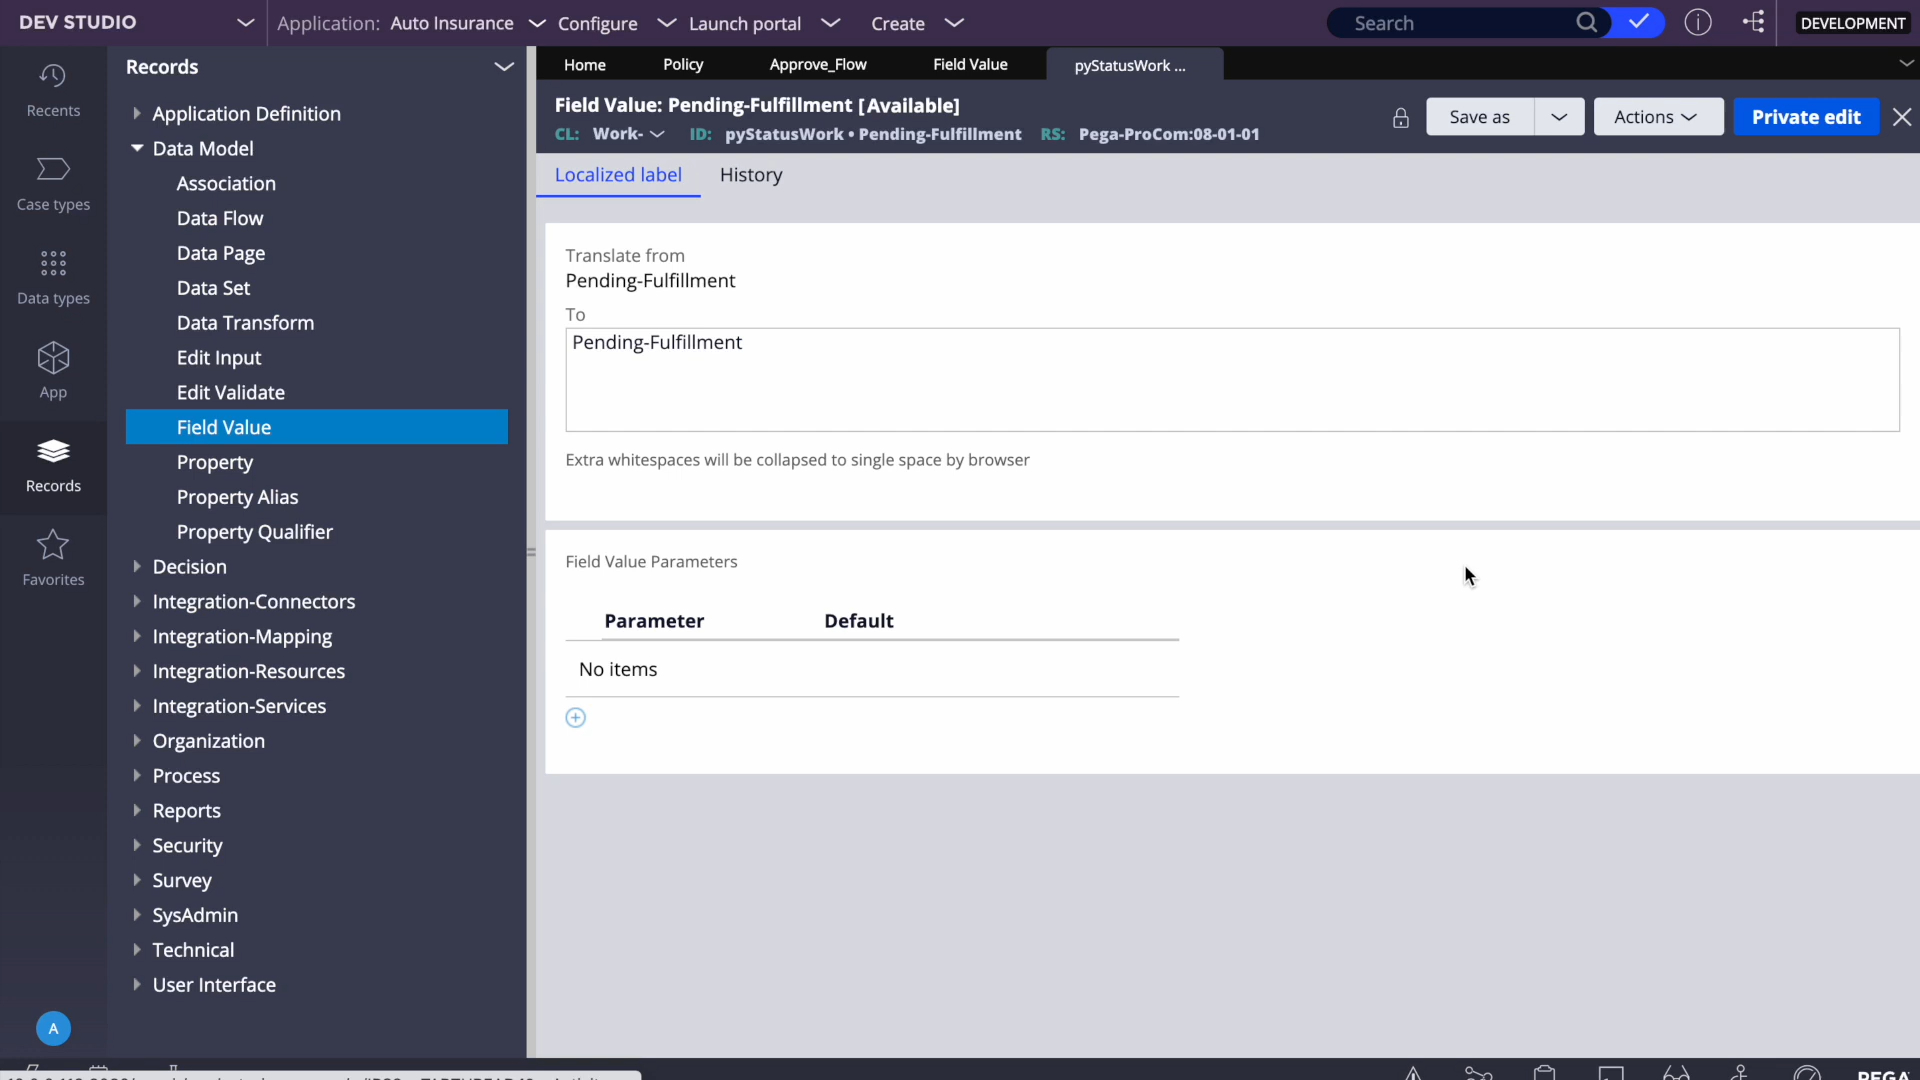 DEV STUDIO
Application: Auto Insurance
Configure
Launch portal
Create
Search
DEVELOPMENT
Recents
Case types
Data types
App
Records
Favorites
A
Records
Application Definition
Data Model
Association
Data Flow
Data Page
Data Set
Data Transform
Edit Input
Edit Validate
Field Value
Property
Property Alias
Property Qualifier
Decision
Integration-Connectors
Integration-Mapping
Integration-Resources
Integration-Services
Organization
Process
Reports
Security
Survey
SysAdmin
Technical
User Interface
Home
Policy
Approve_Flow
Field Value
pyStatusWork ...
Field Value: Pending-Fulfillment [Available]
CL: Work- ID: pyStatusWork • Pending-Fulfillment RS: Pega-ProCom:08-01-01
Save as
Actions
Private edit
Localized label
History
Translate from
Pending-Fulfillment
To
Pending-Fulfillment
Extra whitespaces will be collapsed to single space by browser
Field Value Parameters
Parameter Default
No items
PEGA